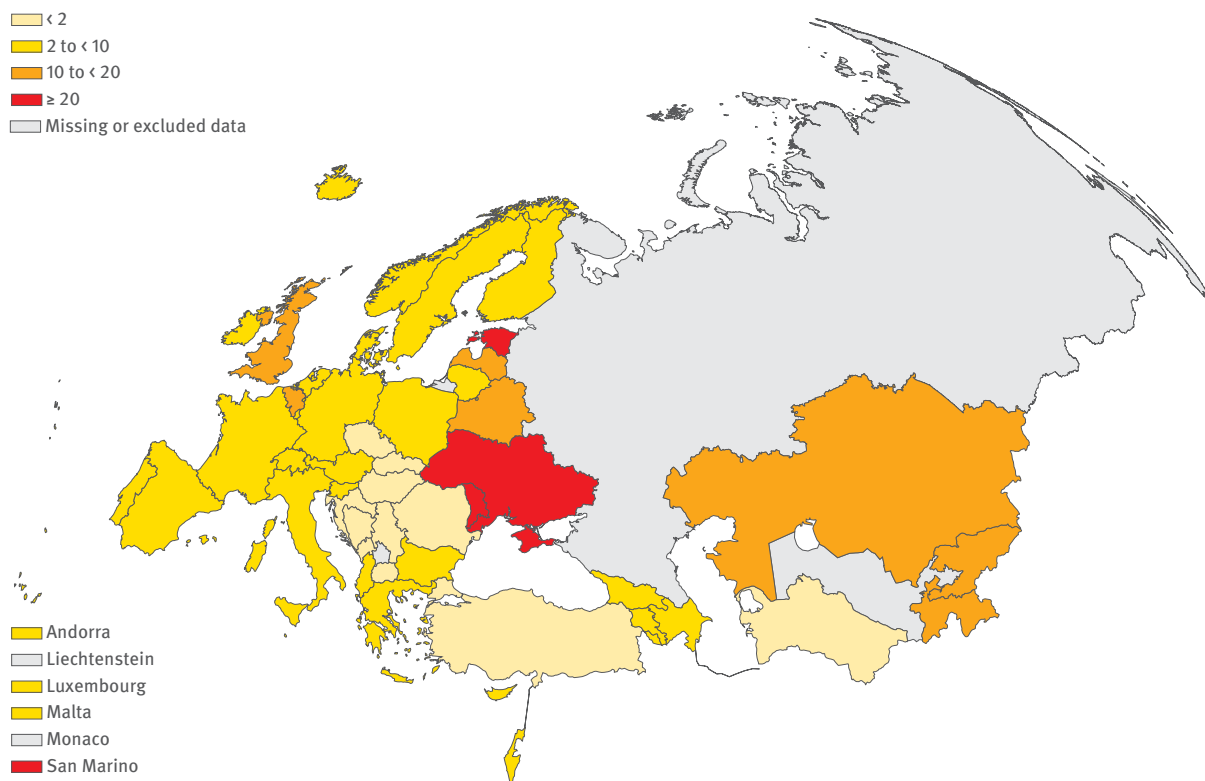 < 2
2 to < 10
10 to < 20
≥ 20
Missing or excluded data
Andorra
Liechtenstein
Luxembourg
Malta
Monaco
San Marino